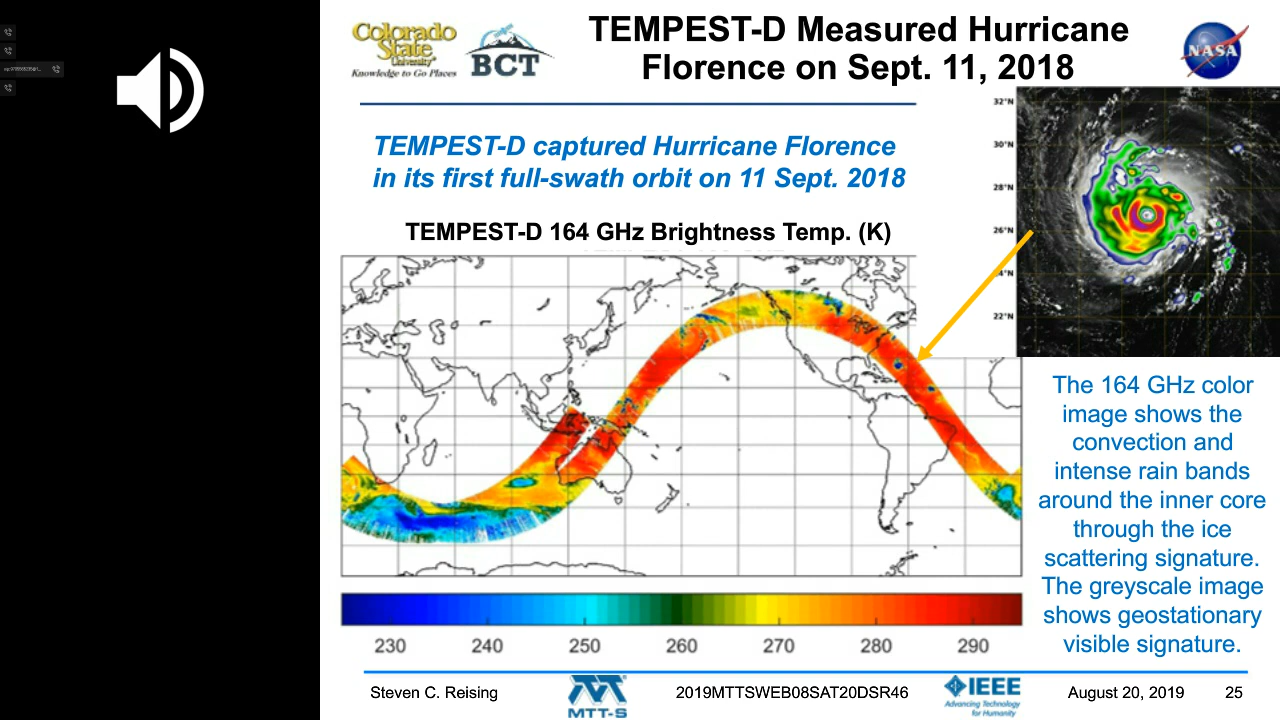 Colorado
State
University
Knowledge to Go Places
BCT
TEMPEST-D Measured Hurricane
Florence on Sept. 11, 2018
NASA
TEMPEST-D captured Hurricane Florence
in its first full-swath orbit on 11 Sept. 2018
TEMPEST-D 164 GHz Brightness Temp. (K)
32°N
30°N
28°N
26°N
24°N
22°N
The 164 GHz color
image shows the
convection and
intense rain bands
around the inner core
through the ice
scattering signature.
The greyscale image
shows geostationary
visible signature.
230 240 250 260 270 280 290
Steven C. Reising
MTT-S
2019MTTSWEB08SAT20DSR46
IEEE
Advancing Technology
for Humanity
August 20, 2019
25